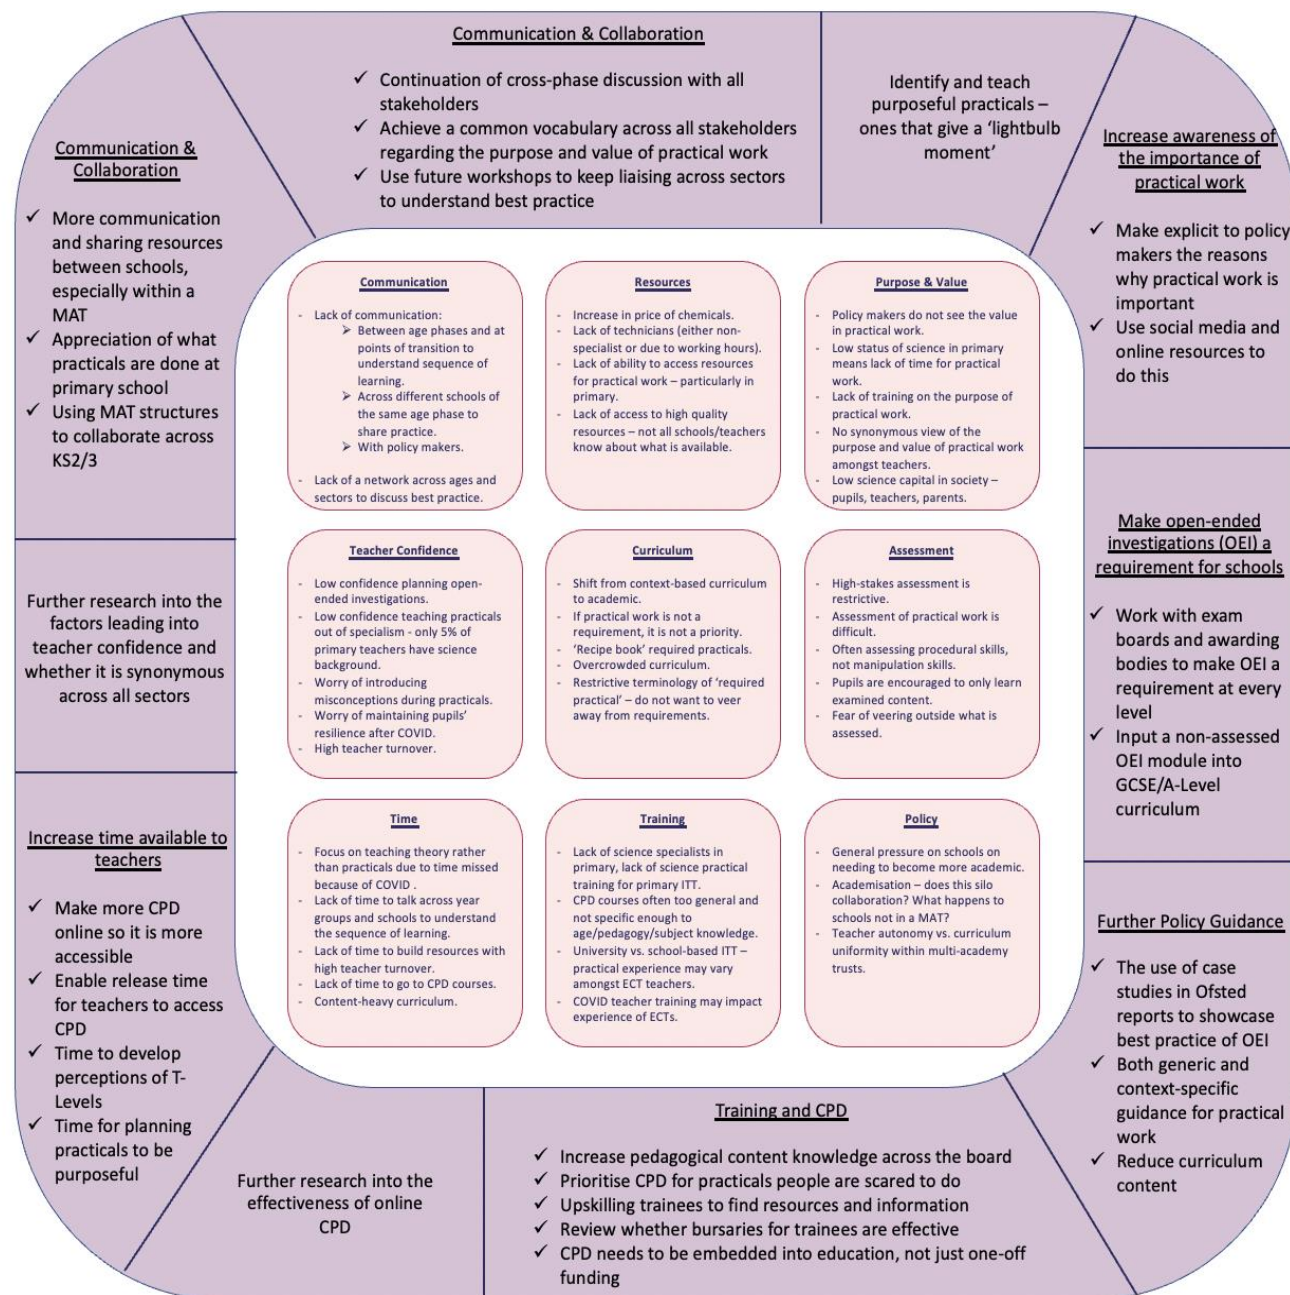 Communication & Collaboration
✓ Continuation of cross-phase discussion with all
stakeholders
✓ Achieve a common vocabulary across all stakeholders
regarding the purpose and value of practical work
✓ Use future workshops to keep liaising across sectors
to understand best practice
Identify and teach
purposeful practicals –
ones that give a ‘lightbulb
moment’
Increase awareness of
the importance of
practical work
✓ Make explicit to policy
makers the reasons
why practical work is
important
✓ Use social media and
online resources to
do this
Communication &
Collaboration
✓ More communication
and sharing resources
between schools,
especially within a
MAT
✓ Appreciation of what
practicals are done at
primary school
✓ Using MAT structures
to collaborate across
KS2/3
Communication
- Lack of communication:
➢ Between age phases and at
points of transition to
understand sequence of
learning.
➢ Across different schools of
the same age phase to
share practice.
➢ With policy makers.
- Lack of a network across ages and
sectors to discuss best practice.
Resources
- Increase in price of chemicals.
- Lack of technicians (either non-
specialist or due to working hours).
- Lack of ability to access resources
for practical work – particularly in
primary.
- Lack of access to high quality
resources – not all schools/teachers
know about what is available.
Purpose & Value
- Policy makers do not see the value
in practical work.
- Low status of science in primary
means lack of time for practical
work.
- Lack of training on the purpose of
practical work.
- No synonymous view of the
purpose and value of practical work
amongst teachers.
- Low science capital in society –
pupils, teachers, parents.
Make open-ended
investigations (OEI) a
requirement for schools
✓ Work with exam
boards and awarding
bodies to make OEI a
requirement at every
level
✓ Input a non-assessed
OEI module into
GCSE/A-Level
curriculum
Further research into the
factors leading into
teacher confidence and
whether it is synonymous
across all sectors
Teacher Confidence
- Low confidence planning open-
ended investigations.
- Low confidence teaching practicals
out of specialism - only 5% of
primary teachers have science
background.
- Worry of introducing
misconceptions during practicals.
- Worry of maintaining pupils’
resilience after COVID.
- High teacher turnover.
Curriculum
- Shift from context-based curriculum
to academic.
- If practical work is not a
requirement, it is not a priority.
- ‘Recipe book’ required practicals.
- Overcrowded curriculum.
- Restrictive terminology of ‘required
practical’ – do not want to veer
away from requirements.
Assessment
- High-stakes assessment is
restrictive.
- Assessment of practical work is
difficult.
- Often assessing procedural skills,
not manipulation skills.
- Pupils are encouraged to only learn
examined content.
- Fear of veering outside what is
assessed.
Increase time available to
teachers
✓ Make more CPD
online so it is more
accessible
✓ Enable release time
for teachers to access
CPD
✓ Time to develop
perceptions of T-
Levels
✓ Time for planning
practicals to be
purposeful
Time
- Focus on teaching theory rather
than practicals due to time missed
because of COVID .
- Lack of time to talk across year
groups and schools to understand
the sequence of learning.
- Lack of time to build resources with
high teacher turnover.
- Lack of time to go to CPD courses.
- Content-heavy curriculum.
Training
- Lack of science specialists in
primary, lack of science practical
training for primary ITT.
- CPD courses often too general and
not specific enough to
age/pedagogy/subject knowledge.
- University vs. school-based ITT –
practical experience may vary
amongst ECT teachers.
- COVID teacher training may impact
experience of ECTs.
Policy
- General pressure on schools on
needing to become more academic.
- Academisation – does this silo
collaboration? What happens to
schools not in a MAT?
- Teacher autonomy vs. curriculum
uniformity within multi-academy
trusts.
Further Policy Guidance
✓ The use of case
studies in Ofsted
reports to showcase
best practice of OEI
✓ Both generic and
context-specific
guidance for practical
work
✓ Reduce curriculum
content
Further research into the
effectiveness of online
CPD
Training and CPD
✓ Increase pedagogical content knowledge across the board
✓ Prioritise CPD for practicals people are scared to do
✓ Upskilling trainees to find resources and information
✓ Review whether bursaries for trainees are effective
✓ CPD needs to be embedded into education, not just one-off
funding